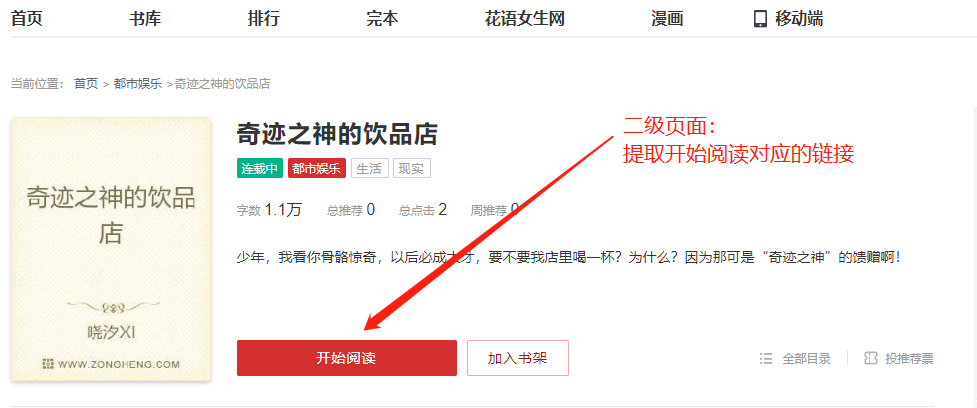 首页 书库 排行 完本 花语女生网 漫画 移动端
当前位置： 首页 > 都市娱乐 >奇迹之神的饮品店
奇迹之神的饮品
店
晓汐XI
WWW.ZONGHENG.COM
奇迹之神的饮品店
连载中 都市娱乐 生活 现实
字数 1.1万 总推荐 0 总点击 2 周推荐 0
少年，我看你骨骼惊奇，以后必成大才，要不要我店里喝一杯？为什么？因为那可是“奇迹之神”的馈赠啊！
开始阅读 加入书架 全部目录 投推荐票
二级页面：
提取开始阅读对应的链接